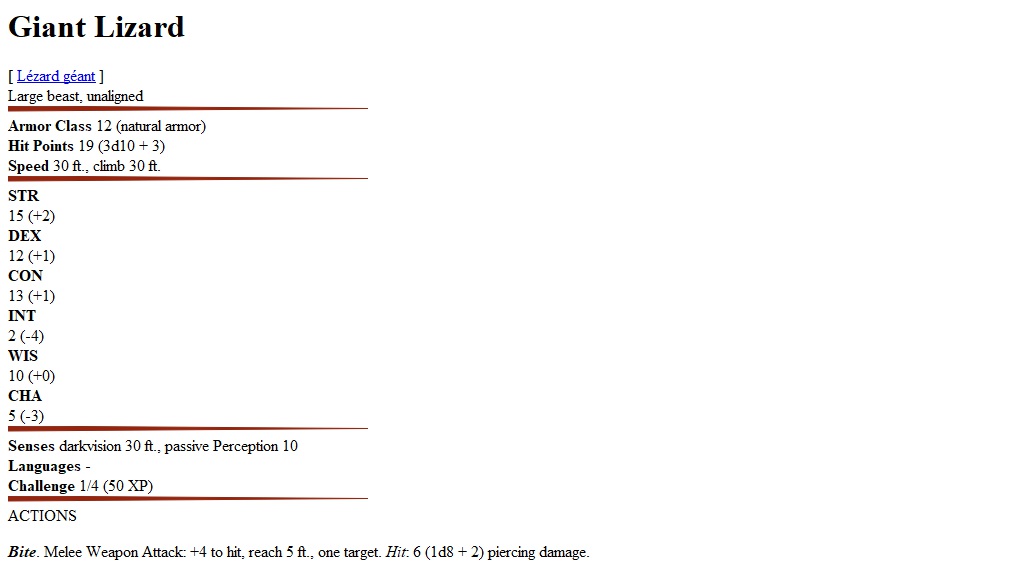 Giant Lizard
[ Lézard géant ]
Large beast, unaligned
Armor Class 12 (natural armor)
Hit Points 19 (3d10 + 3)
Speed 30 ft., climb 30 ft.
STR
15 (+2)
DEX
12 (+1)
CON
13 (+1)
INT
2 (-4)
WIS
10 (+0)
CHA
5 (-3)
Senses darkvision 30 ft., passive Perception 10
Languages -
Challenge 1/4 (50 XP)
ACTIONS
Bite. Melee Weapon Attack: +4 to hit, reach 5 ft., one target. Hit: 6 (1d8 + 2) piercing damage.